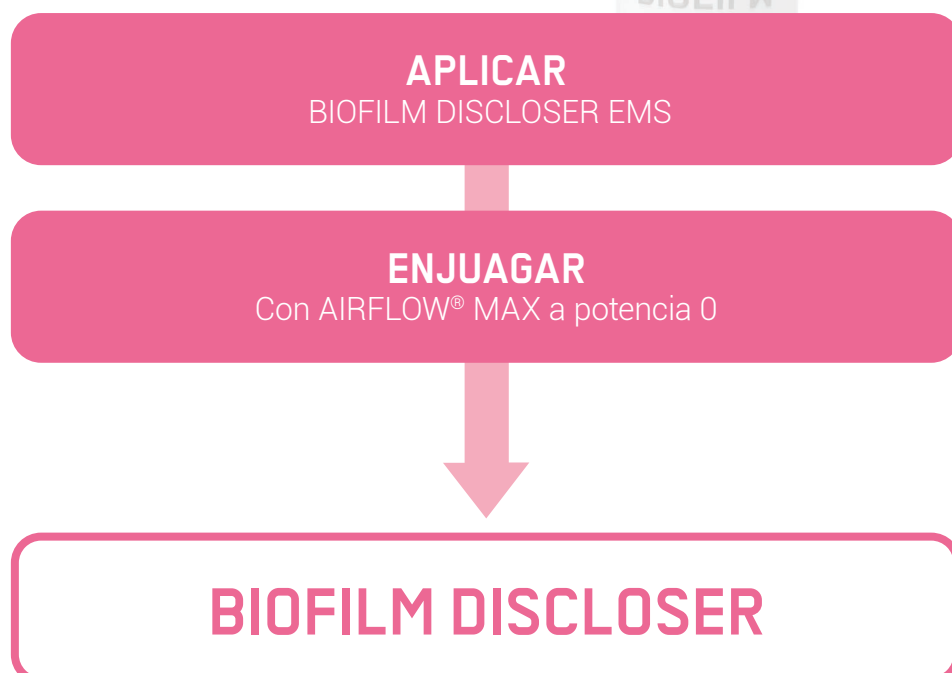 APLICAR
BIOFILM DISCLOSER EMS
ENJUAGAR
Con AIRFLOW® MAX a potencia 0
BIOFILM DISCLOSER